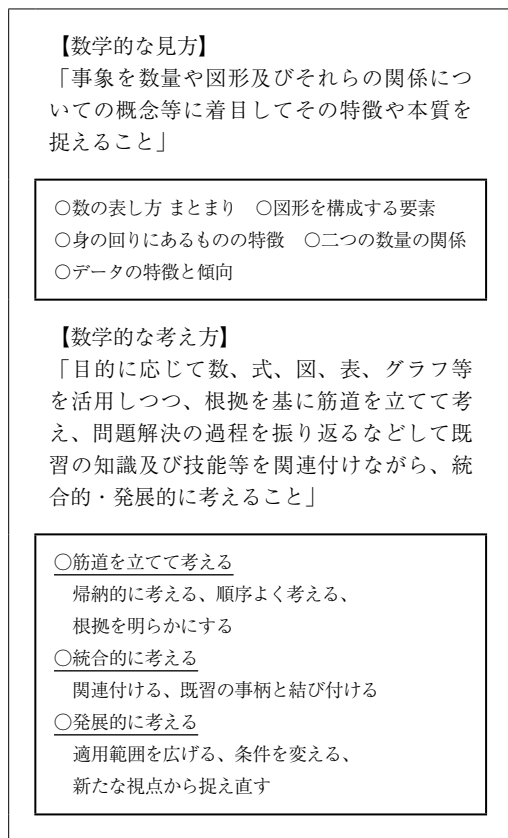 【数学的な見方】
「事象を数量や図形及びそれらの関係につ
いての概念等に着目してその特徴や本質を
捉えること」
○数の表し方 まとまり　○図形を構成する要素
○身の回りにあるものの特徴　○二つの数量の関係
○データの特徴と傾向
【数学的な考え方】
「目的に応じて数、式、図、表、グラフ等
を活用しつつ、根拠を基に筋道を立てて考
え、問題解決の過程を振り返るなどして既
習の知識及び技能等を関連付けながら、統
合的・発展的に考えること」
○筋道を立てて考える
帰納的に考える、順序よく考える、
根拠を明らかにする
○統合的に考える
関連付ける、既習の事柄と結び付ける
○発展的に考える
適用範囲を広げる、条件を変える、
新たな視点から捉え直す